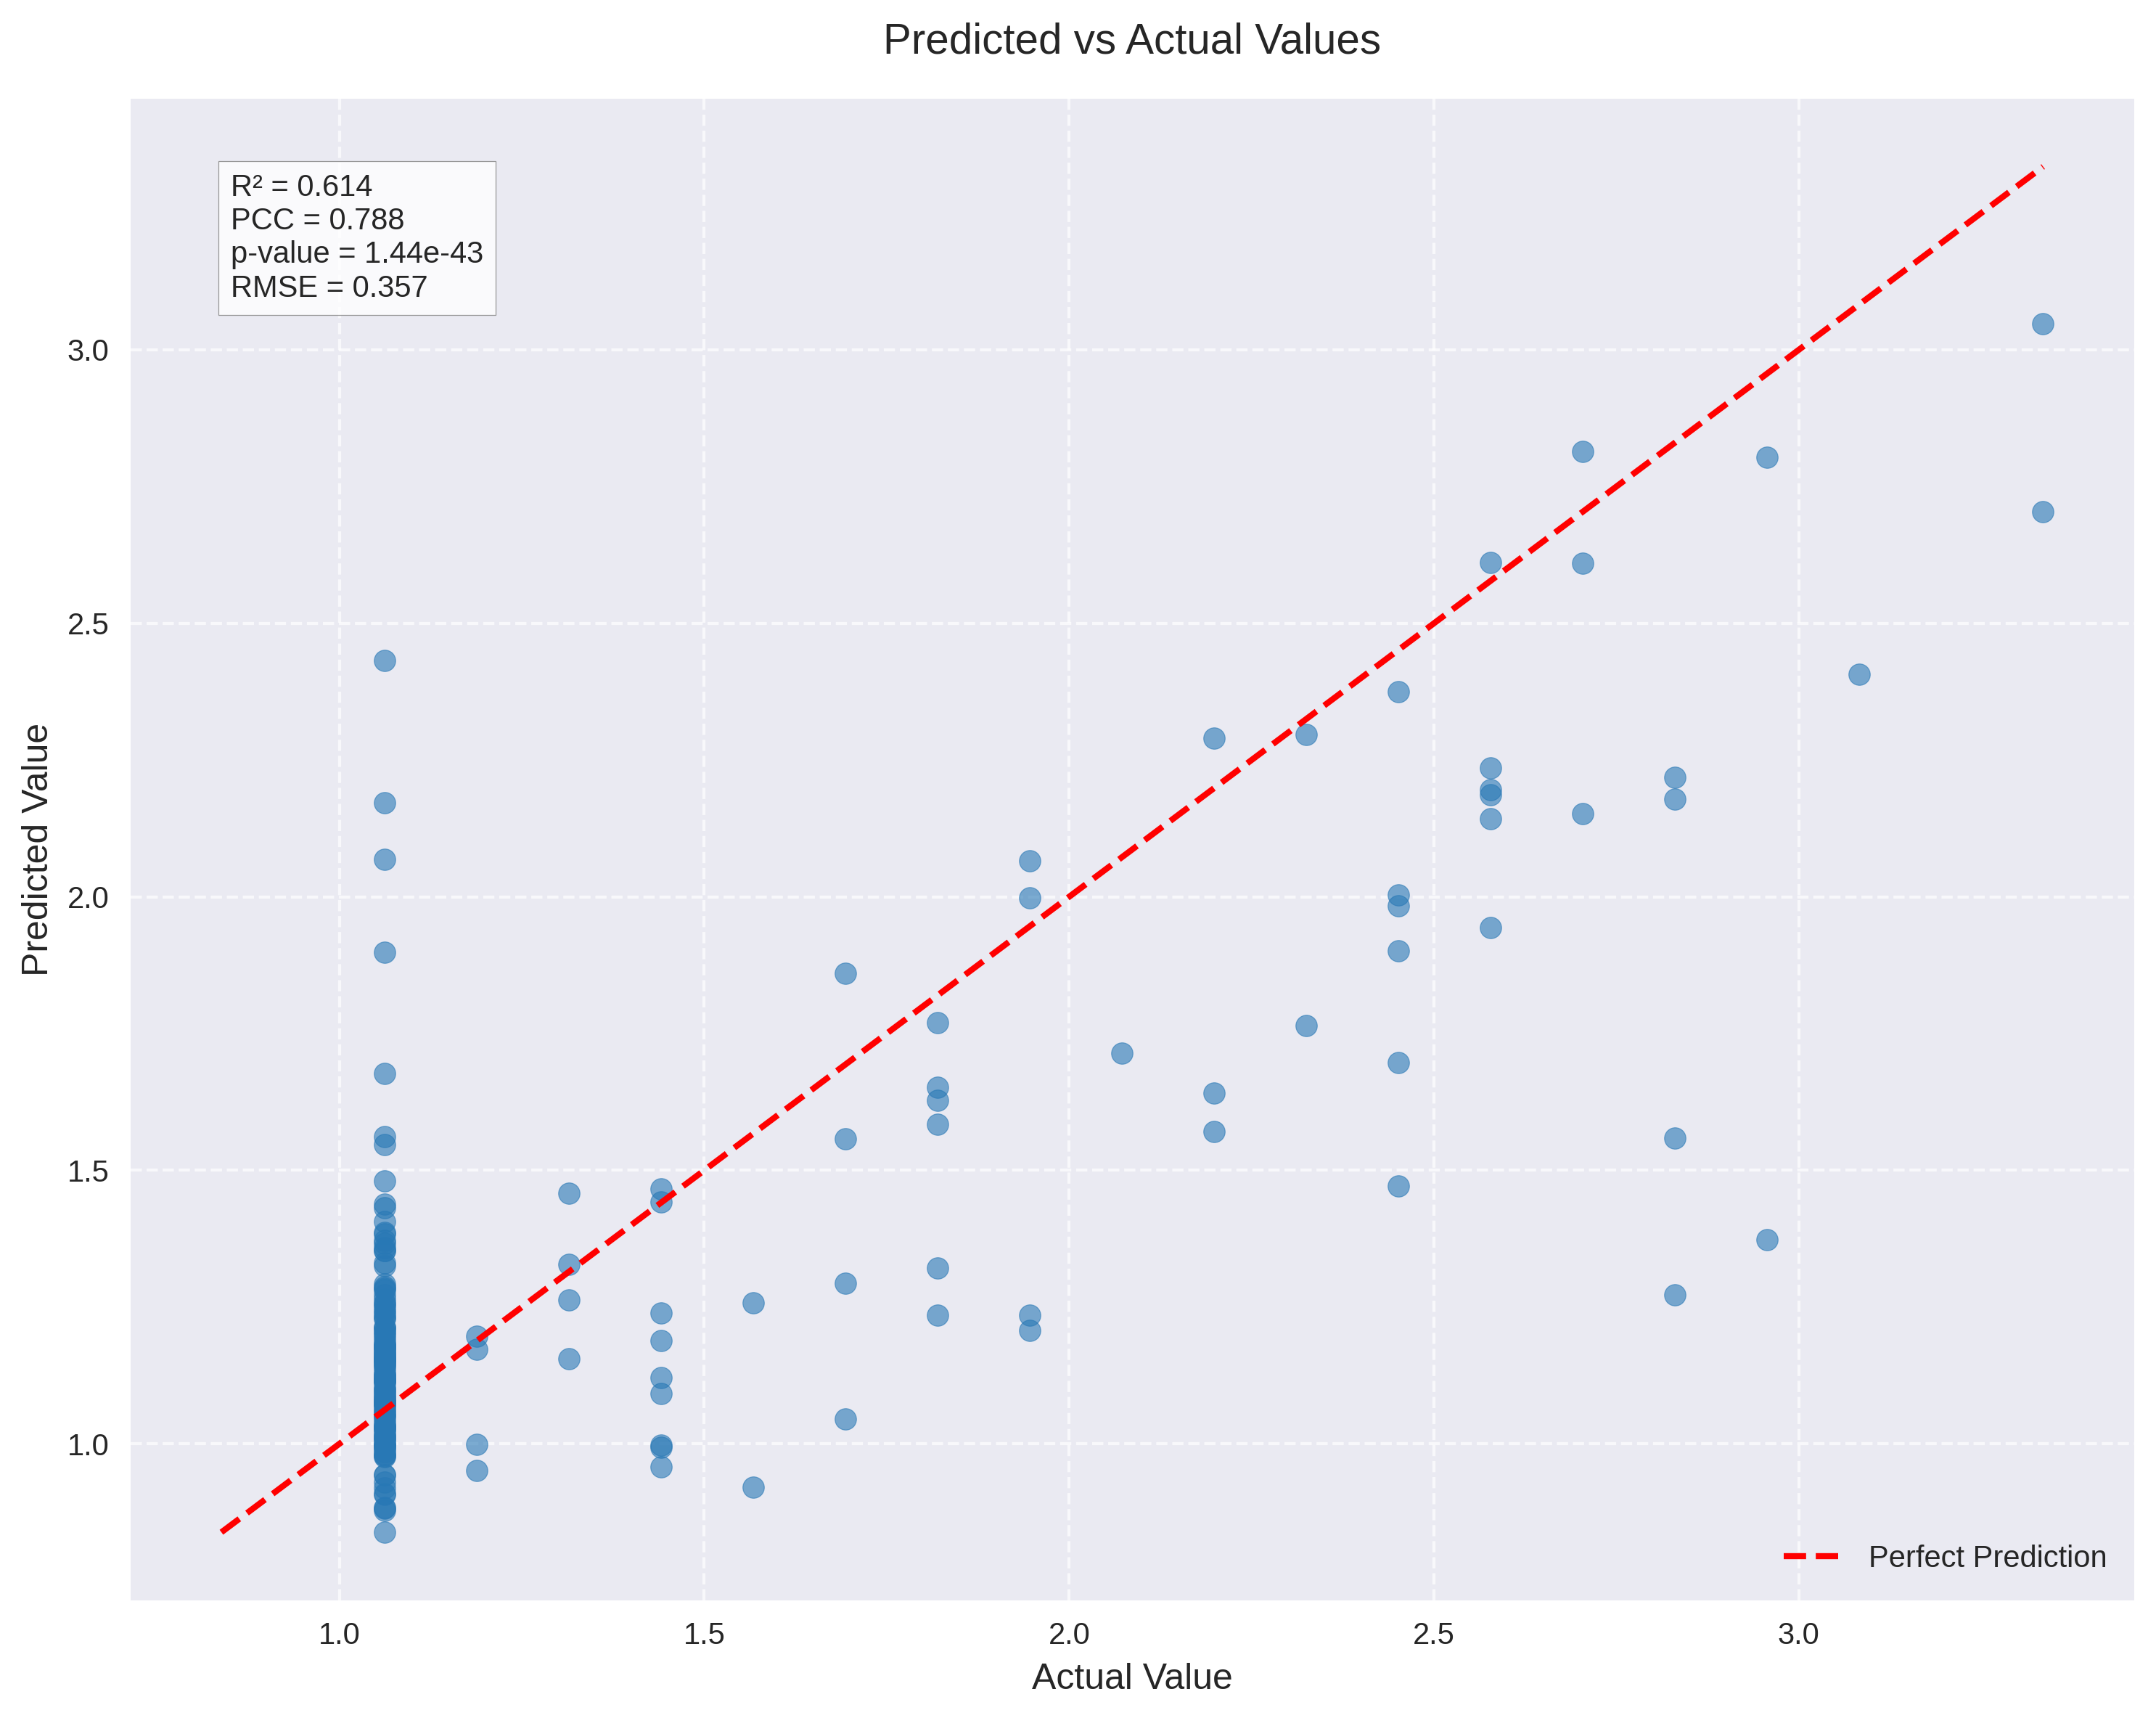 Predicted vs Actual Values
R² = 0.614
PCC = 0.788
p-value = 1.44e-43
RMSE = 0.357
3.0
2.5
2.0
1.5
1.0
Predicted Value
Perfect Prediction
1.0 1.5 2.0 2.5 3.0
Actual Value